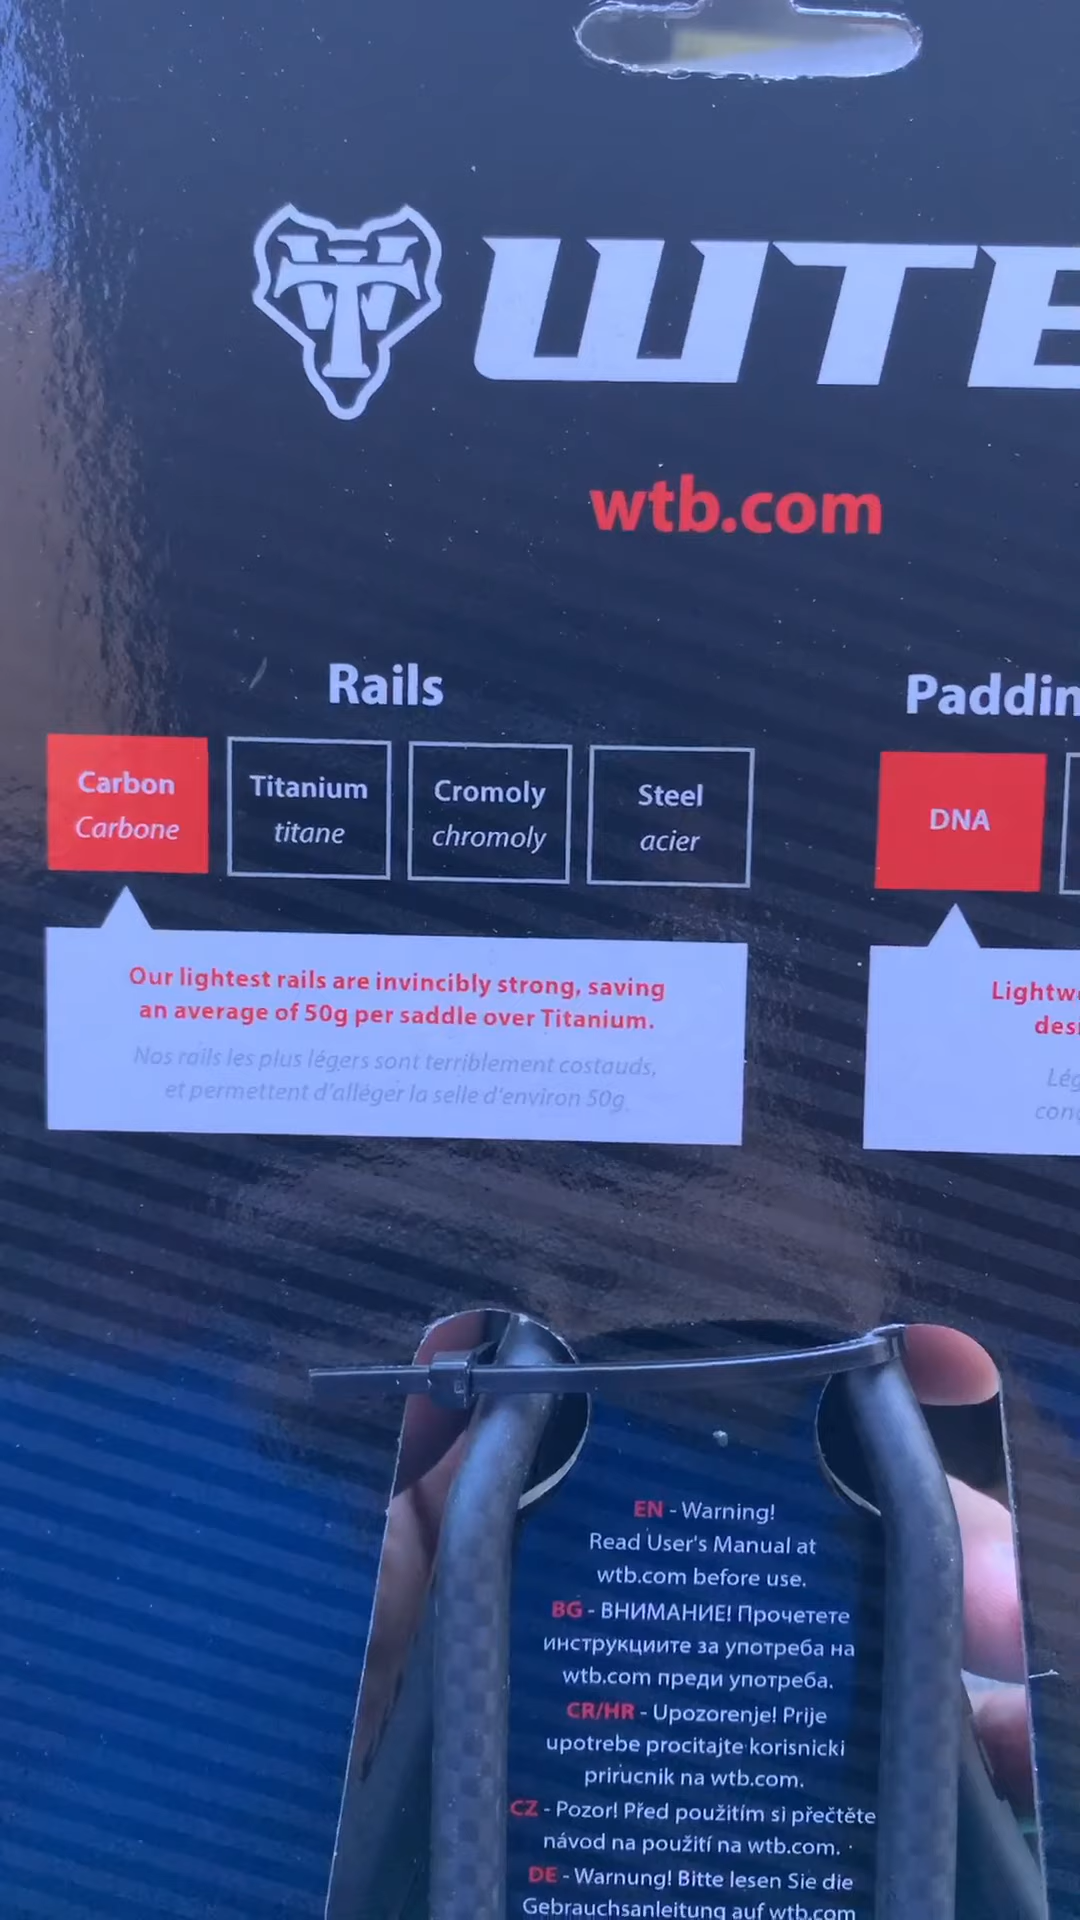 WTB
wtb.com
Rails
Carbon
Carbone
Titanium
titane
Cromoly
chromoly
Steel
acier
Our lightest rails are invincibly strong, saving
an average of 50g per saddle over Titanium.
Nos rails les plus légers sont terriblement costauds,
et permettent d'alléger la selle d'environ 50g.
DNA
EN - Warning!
Read User's Manual at
wtb.com before use.
BG - ВНИМАНИЕ! Прочетете
инструкциите за употреба на
wtb.com преди употреба.
CR/HR - Upozorenje! Prije
upotrebe procitajte korisnicki
prirucnik na wtb.com.
CZ - Pozor! Před použitím si přečtěte
návod na použití na wtb.com.
DE - Warnung! Bitte lesen Sie die
Gebrauchsanleitung auf wtb.com